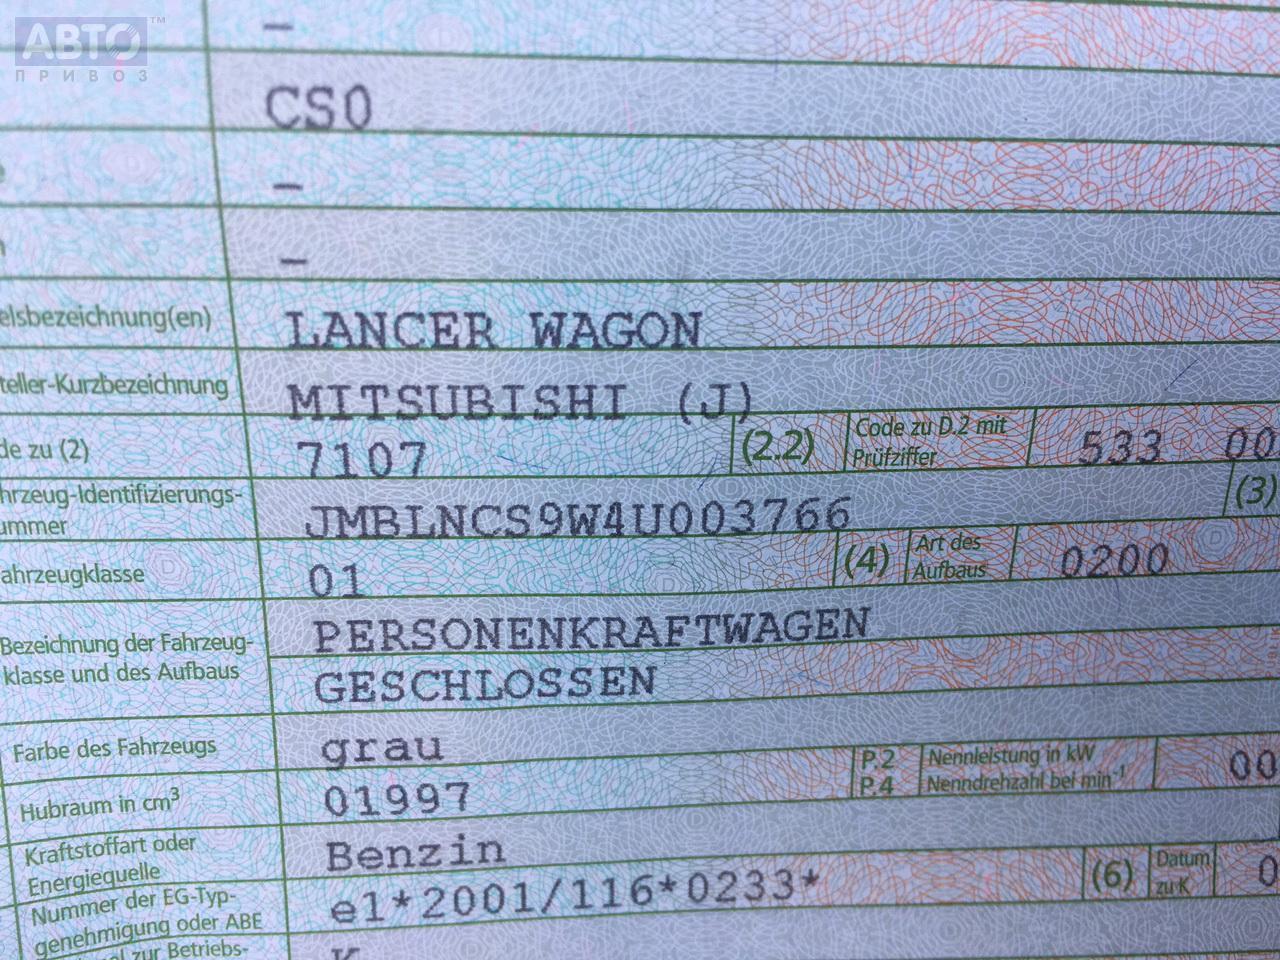 АВТО™
ПРИВОЗ
–
CS0
–
–
elsbezeichnung(en) LANCER WAGON
teller-Kurzbezeichnung MITSUBISHI (J)
de zu (2) 7107 (2.2) Code zu D.2 mit Prüfziffer 533 00
hrzeug-Identifizierungs-
ummer JMBLNCS9W4U003766 (3)
ahrzeugklasse 01 (4) Art des Aufbaus 0200
Bezeichnung der Fahrzeug- PERSONENKRAFTWAGEN
klasse und des Aufbaus GESCHLOSSEN
Farbe des Fahrzeugs grau
Hubraum in cm³ 01997 P.2 P.4 Nennleistung in kW Nenndrehzahl bei min⁻¹ 00
Kraftstoffart oder
Energiequelle Benzin
Nummer der EG-Typ-
genehmigung oder ABE e1*2001/116*0233* (6) Datum zu K 0
el zur Betriebs- K